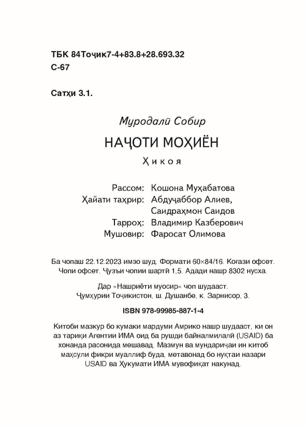 ТБК 84Тоҷик7-4+83.8+28.693.32
С-67
Сатҳи 3.1.
Муродалӣ Собир
НАҶОТИ МОҲИЁН
Ҳикоя
Рассом: Кошона Муҳабатова
Ҳайати таҳрир: Абдуҷаббор Алиев,
Саидраҳмон Саидов
Тарроҳ: Владимир Казберович
Мушовир: Фаросат Олимова
Ба чопаш 22.12.2023 имзо шуд. Формати 60×84/16. Коғази офсет.
Чопи офсет. Ҷузъи чопии шартӣ 1,5. Адади нашр 8302 нусха.
Дар «Нашриёти муосир» чоп шудааст.
Ҷумҳурии Тоҷикистон, ш. Душанбе, к. Зарнисор, 3.
ISBN 978-99985-887-1-4
Китоби мазкур бо кумаки мардуми Амрико нашр шудааст, ки он
аз тариқи Агентии ИМА оид ба рушди байналмилалӣ (USAID) ба
хонанда расонида мешавад. Мазмун ва мундариҷаи ин китоб
маҳсули фикри муаллиф буда, метавонад бо нуқтаи назари
USAID ва Ҳукумати ИМА мувофиқат накунад.